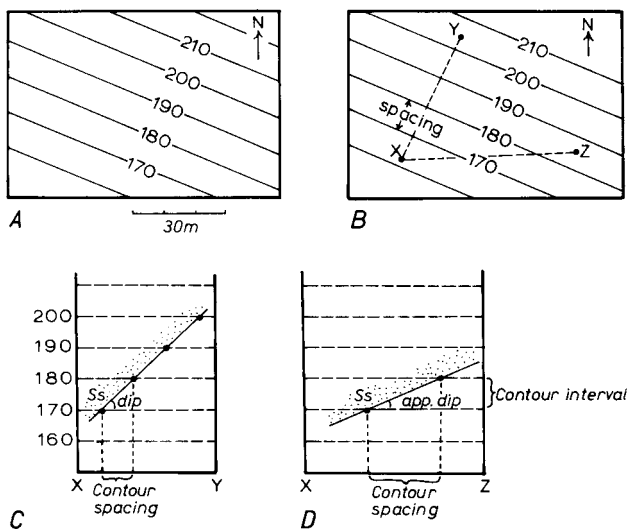 N
210
200
190
180
170
A
30m
N
Y
210
200
190
180
170
spacing
X
Z
B
200
190
180
170
160
Ss
dip
X
Y
Contour
spacing
C
Ss
app. dip
Contour interval
X
Z
Contour
spacing
D